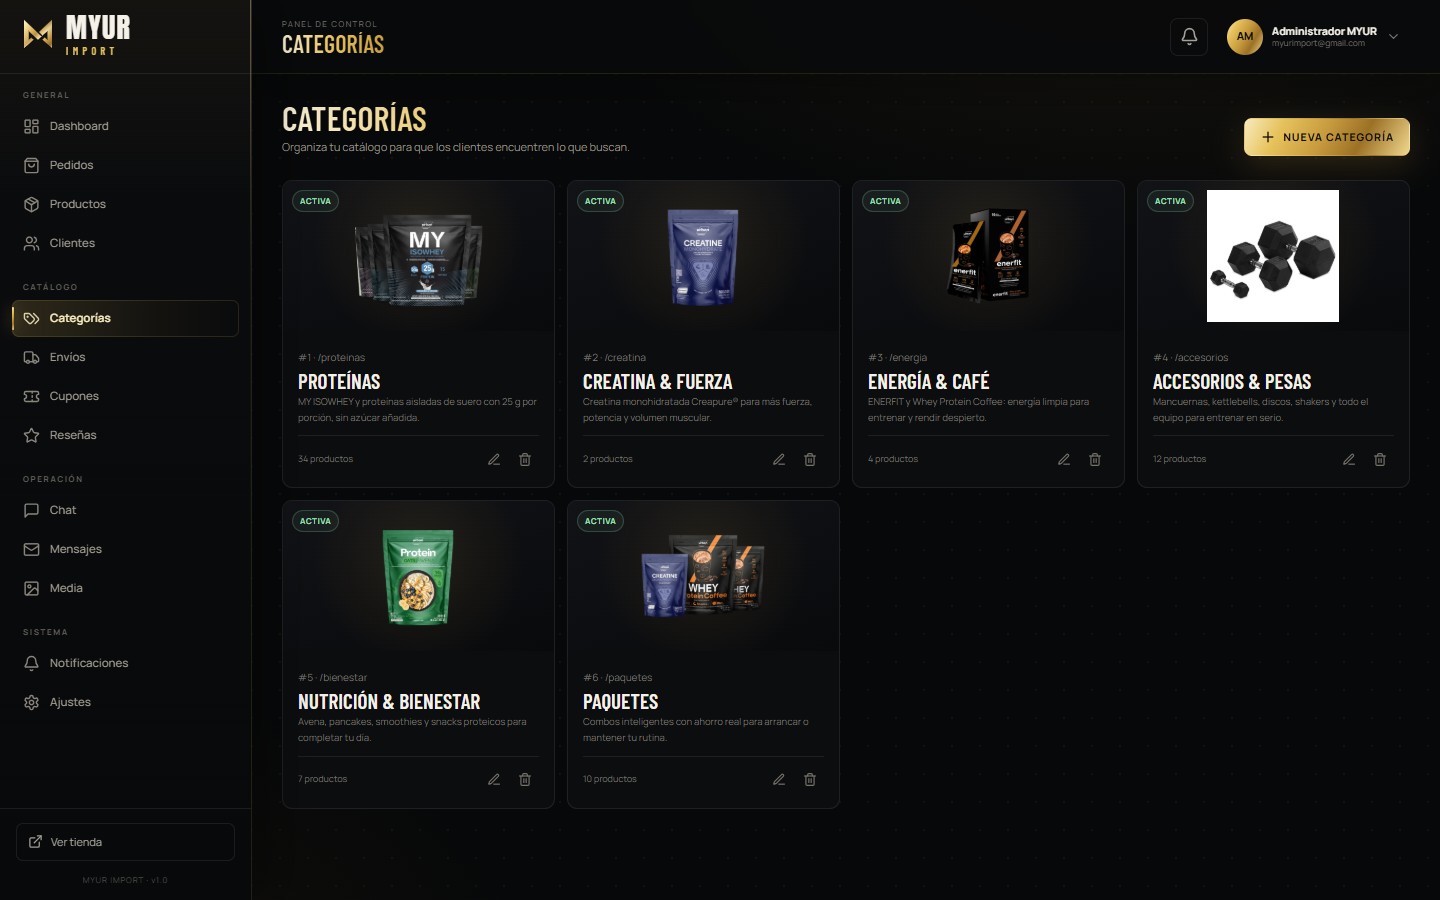 MYUR
IMPORT
GENERAL
Dashboard
Pedidos
Productos
Clientes
CATÁLOGO
Categorías
Envíos
Cupones
Reseñas
OPERACIÓN
Chat
Mensajes
Media
SISTEMA
Notificaciones
Ajustes
Ver tienda
MYUR IMPORT - v1.0
PANEL DE CONTROL
CATEGORÍAS
AM
Administrador MYUR
myurimport@gmail.com
CATEGORÍAS
Organiza tu catálogo para que los clientes encuentren lo que buscan.
NUEVA CATEGORÍA
ACTIVA
MY
ISOWHEY
25
#1 · /proteinas
PROTEÍNAS
MY ISOWHEY y proteínas aisladas de suero con 25 g por
porción, sin azúcar añadida.
34 productos
ACTIVA
CREATINE
#2 · /creatina
CREATINA & FUERZA
Creatina monohidratada Creapure® para más fuerza,
potencia y volumen muscular.
2 productos
ACTIVA
enerfit
enerfit
#3 · /energia
ENERGÍA & CAFÉ
ENERFIT y Whey Protein Coffee: energía limpia para
entrenar y rendir despierto.
4 productos
ACTIVA
#4 · /accesorios
ACCESORIOS & PESAS
Mancuernas, kettlebells, discos, shakers y todo el
equipo para entrenar en serio.
12 productos
ACTIVA
Protein
#5 · /bienestar
NUTRICIÓN & BIENESTAR
Avena, pancakes, smoothies y snacks proteicos para
completar tu día.
7 productos
ACTIVA
CREATINE
WHEY
#6 · /paquetes
PAQUETES
Combos inteligentes con ahorro real para arrancar o
mantener tu rutina.
10 productos